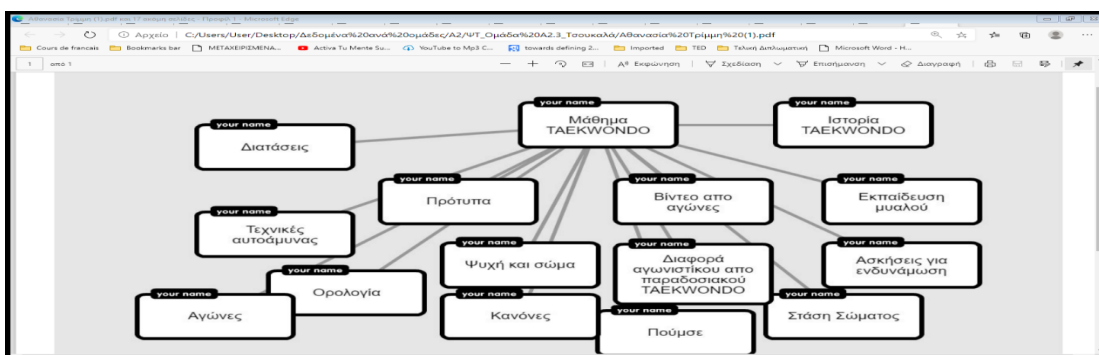 Αθανασία Τρίμμη (1).pdf και 17 ακόμη σελίδες - Προφίλ 1 - Microsoft Edge
Αρχείο | C:/Users/User/Desktop/Δεδομένα%20ανά%20ομάδες/A2/ΨΤ_Ομάδα%20A2.3_Τσουκαλά/Αθανασία%20Τρίμμη%20(1).pdf
Cours de francais Bookmarks bar ΜΕΤΑΧΕΙΡΙΣΜΕΝΑ... Activa Tu Mente Su... YouTube to Mp3 C... towards defining 2... Imported TED Τελική Διπλωματική Microsoft Word - H...
1 από 1 Εκφώνηση Σχεδίαση Επισήμανση Διαγραφή
your name
Μάθημα
TAEKWONDO
your name
Ιστορία
TAEKWONDO
your name
Διατάσεις
your name
Πρότυπα
your name
Βίντεο απο
αγώνες
your name
Εκπαίδευση
μυαλού
your name
Τεχνικές
αυτοάμυνας
your name
Ψυχή και σώμα
your name
Διαφορά
αγωνιστίκου απο
παραδοσιακού
TAEKWONDO
your name
Ασκήσεις για
ενδυνάμωση
your name
Ορολογία
your name
Αγώνες
your name
Κανόνες
your name
Πούμσε
your name
Στάση Σώματος